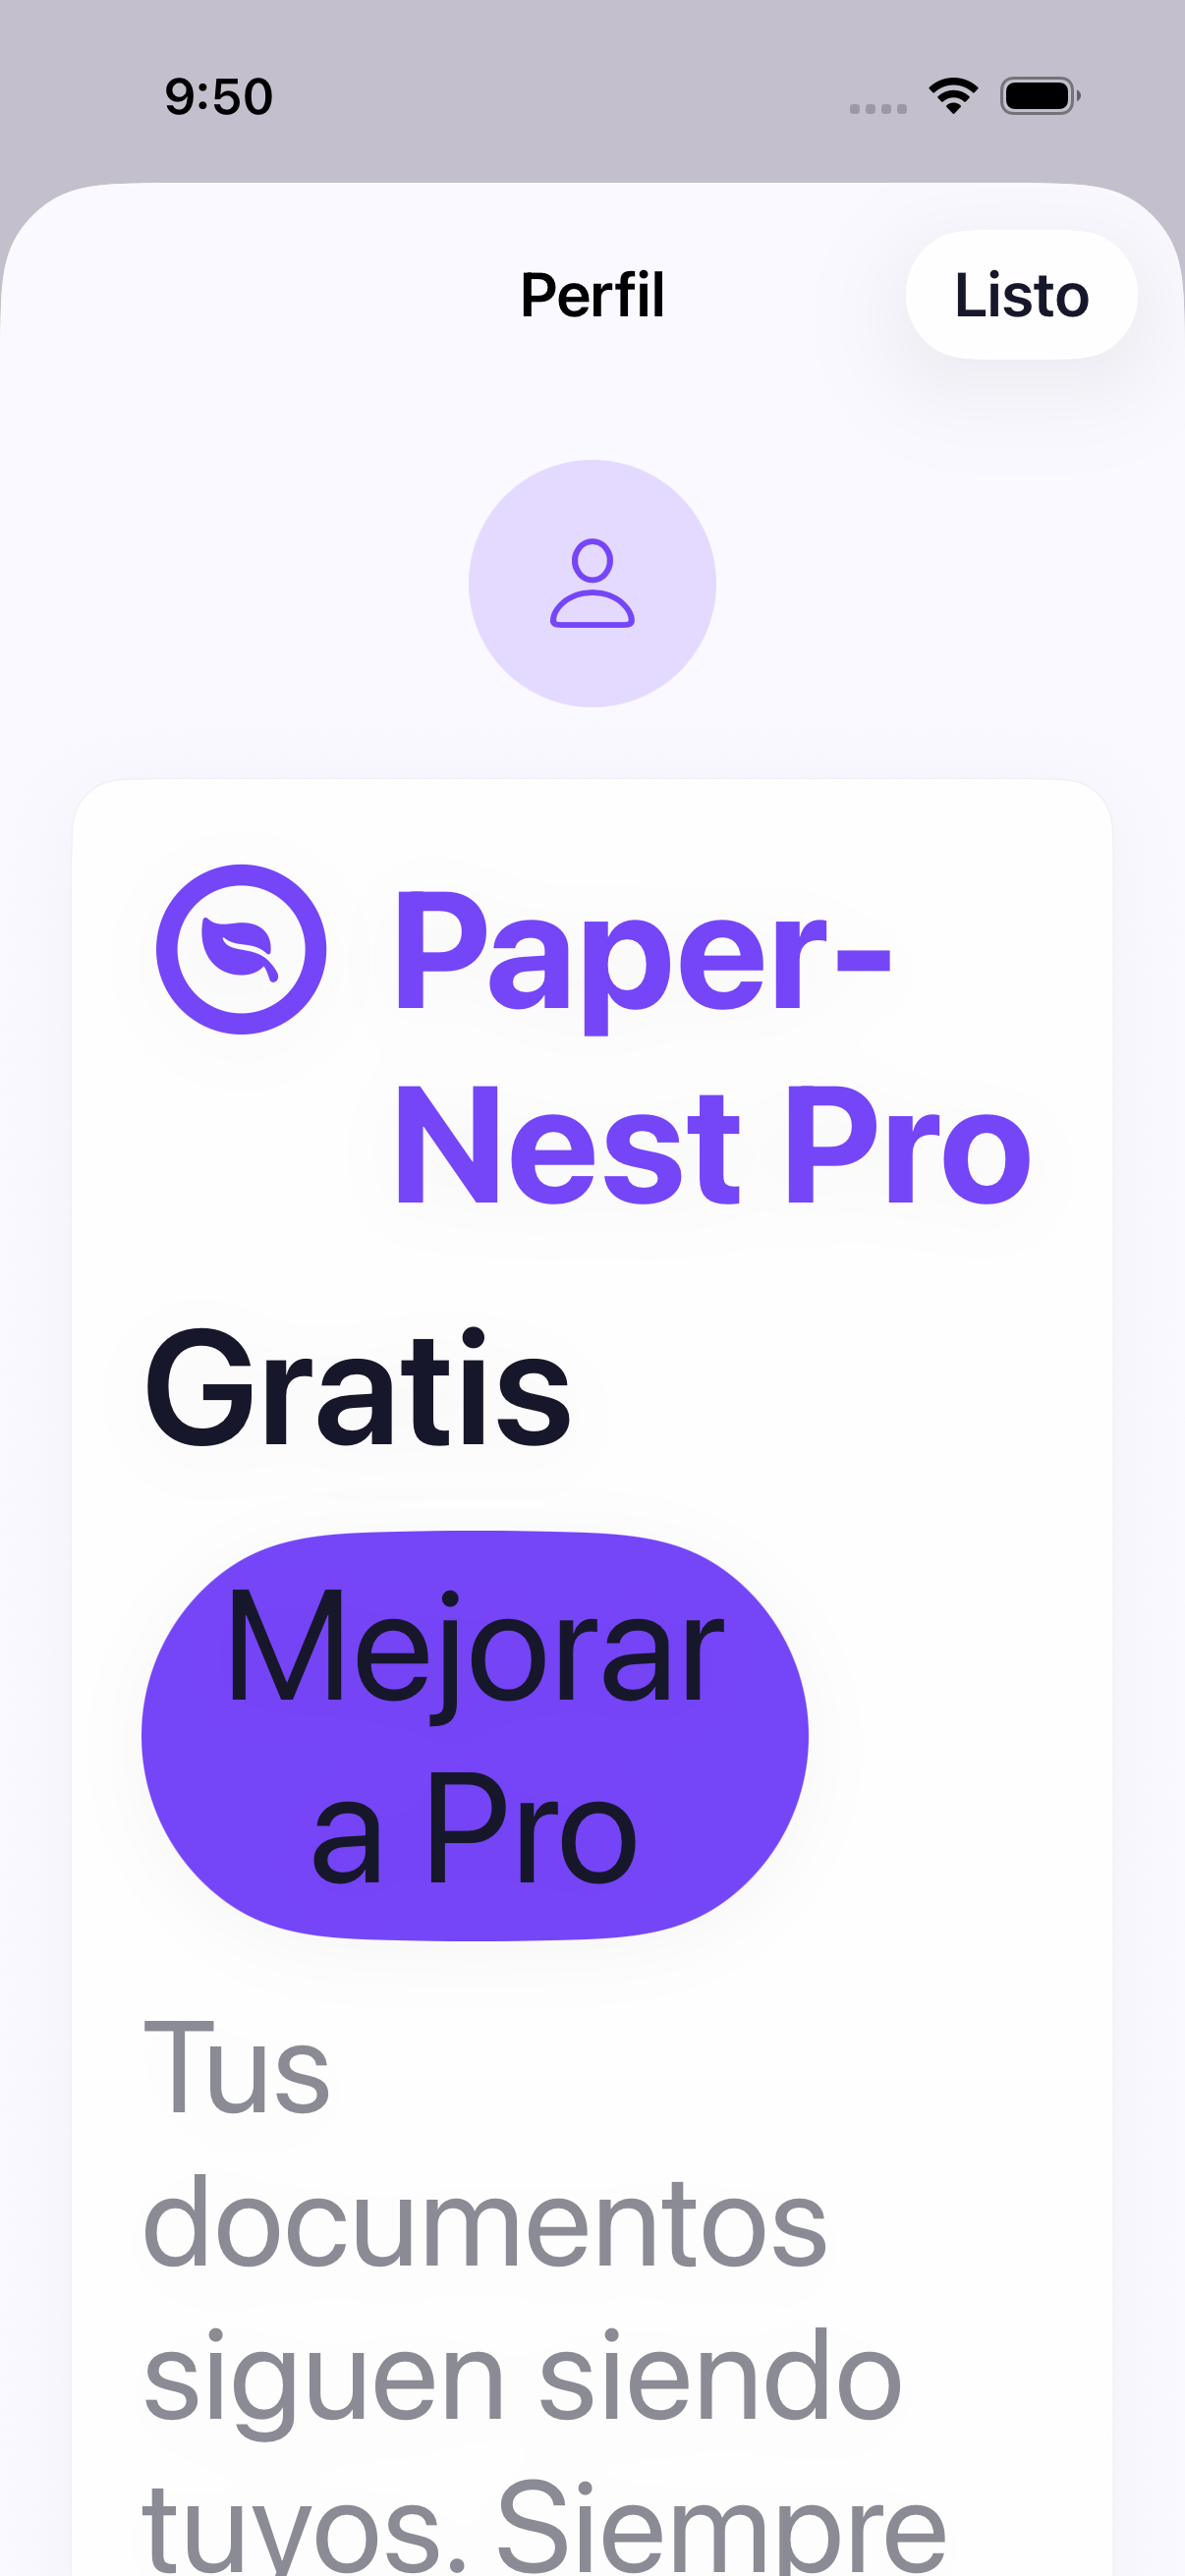 9:50
Perfil
Listo
Paper-
Nest Pro
Gratis
Mejorar
a Pro
Tus
documentos
siguen siendo
tuyos. Siempre